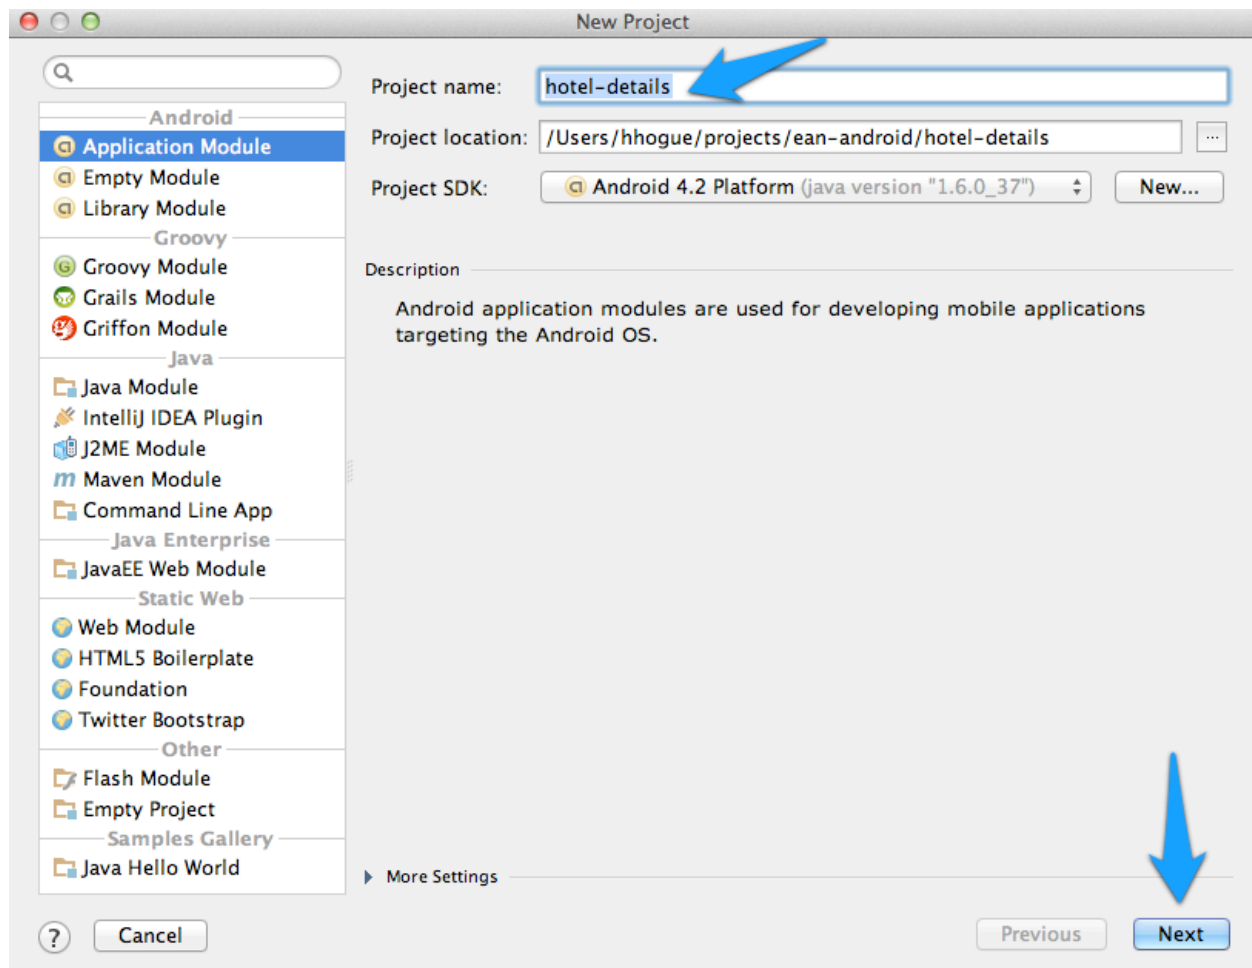 New Project
Android
Application Module
Empty Module
Library Module
Groovy
Groovy Module
Grails Module
Griffon Module
Java
Java Module
IntelliJ IDEA Plugin
J2ME Module
Maven Module
Command Line App
Java Enterprise
JavaEE Web Module
Static Web
Web Module
HTML5 Boilerplate
Foundation
Twitter Bootstrap
Other
Flash Module
Empty Project
Samples Gallery
Java Hello World
Project name: hotel-details
Project location: /Users/hhogue/projects/ean-android/hotel-details ...
Project SDK: Android 4.2 Platform (java version "1.6.0_37") New...
Description
Android application modules are used for developing mobile applications
targeting the Android OS.
More Settings
? Cancel Previous Next